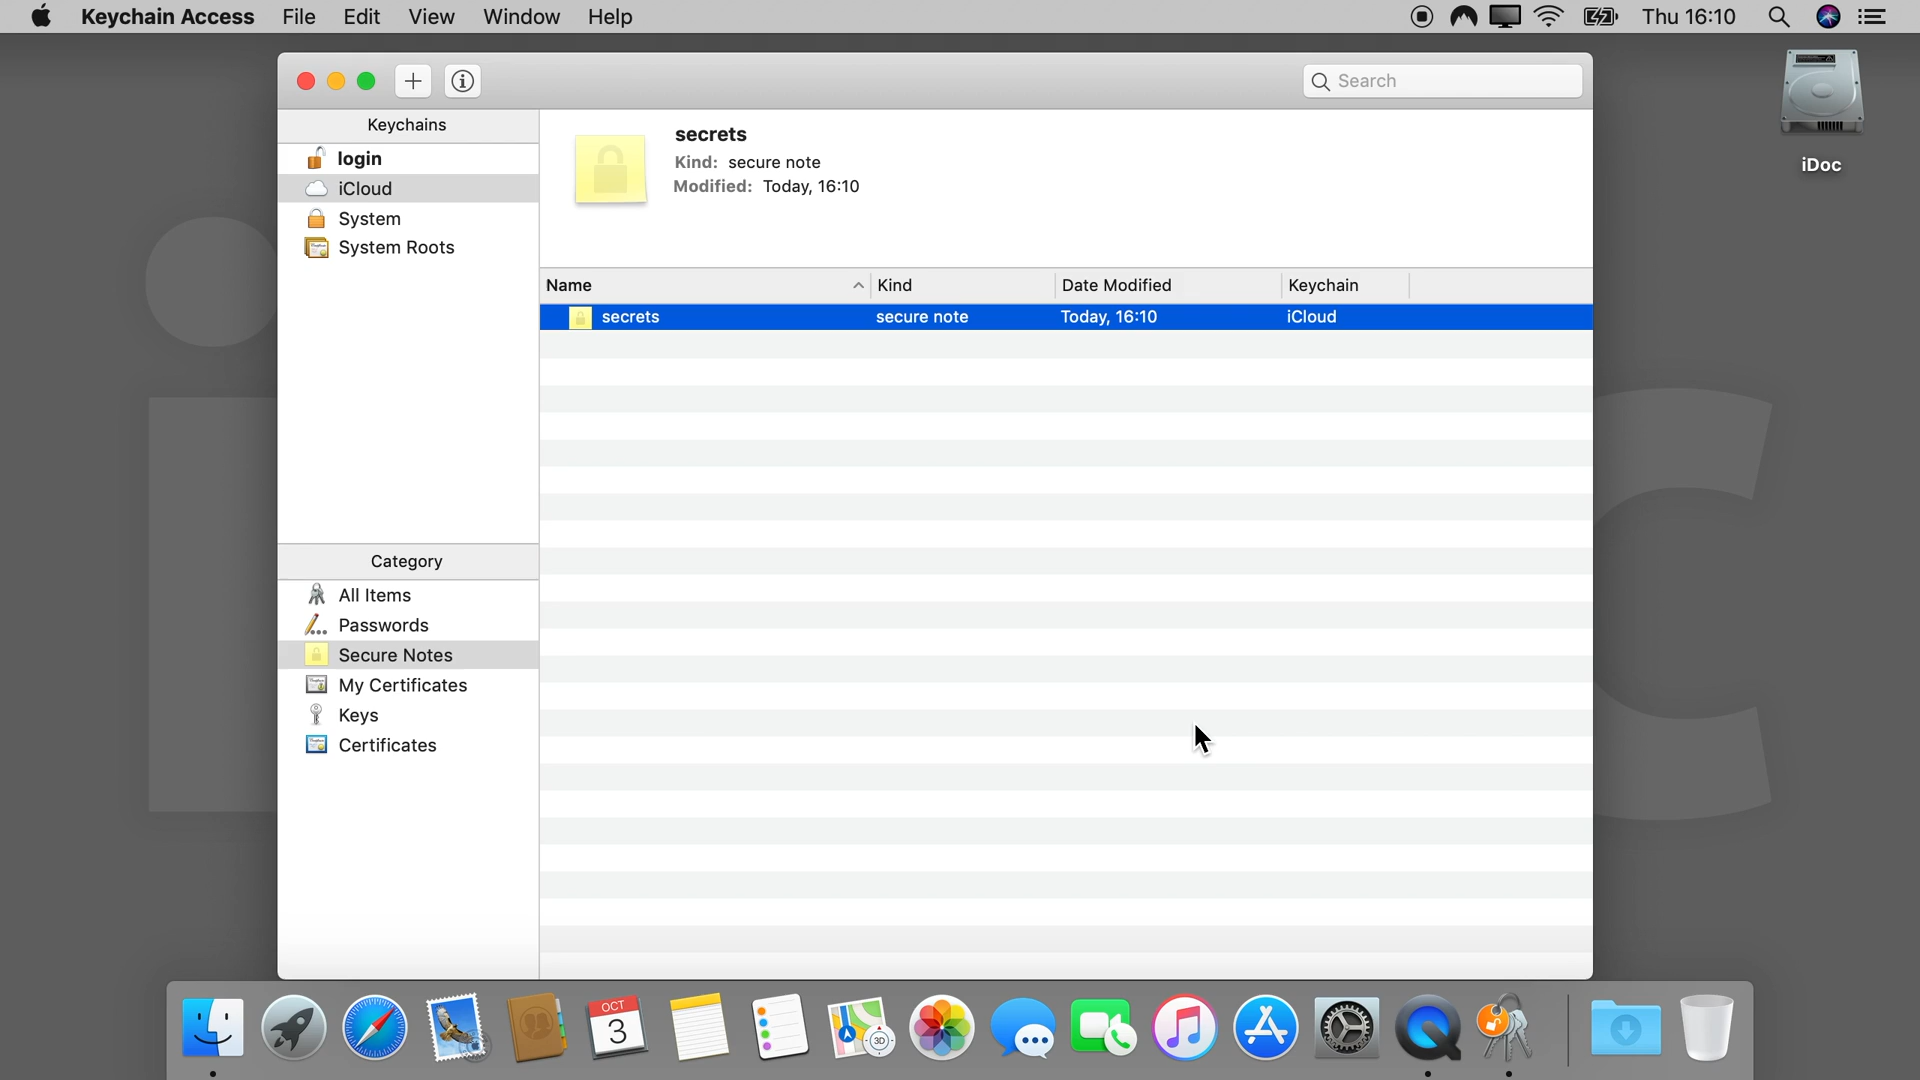 Keychain Access File Edit View Window Help Thu 16:10
Search
iDoc
Keychains
login
iCloud
System
System Roots
secrets
Kind: secure note
Modified: Today, 16:10
Name Kind Date Modified Keychain
secrets secure note Today, 16:10 iCloud
Category
All Items
Passwords
Secure Notes
My Certificates
Keys
Certificates
OCT
3
3D